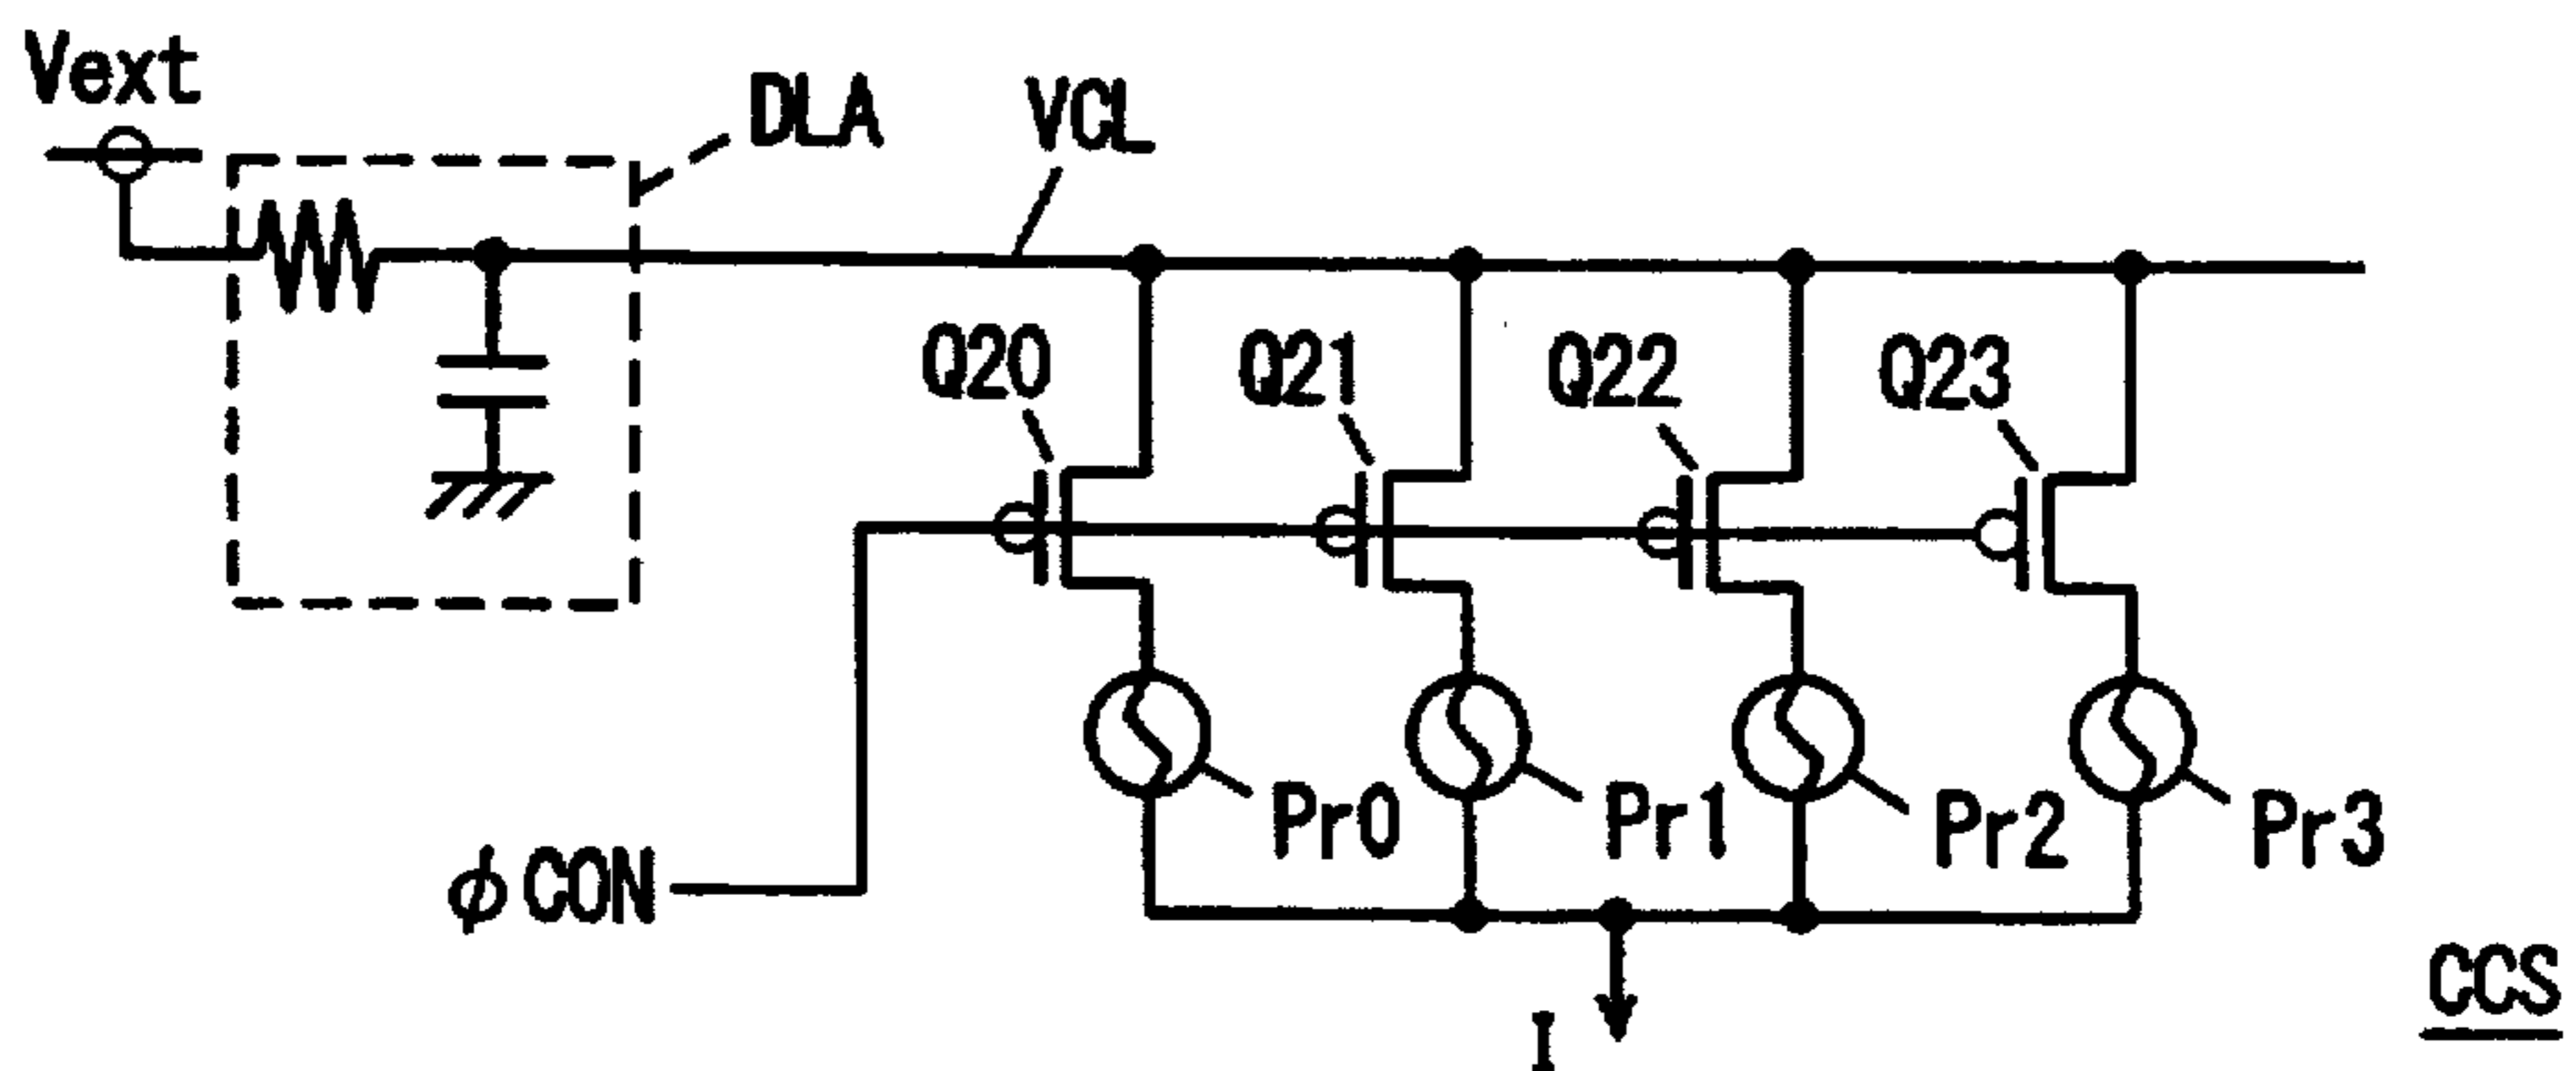 Vext
DLA
VCL
Q20
Q21
Q22
Q23
Pr0
Pr1
Pr2
Pr3
φCON
CCS
I